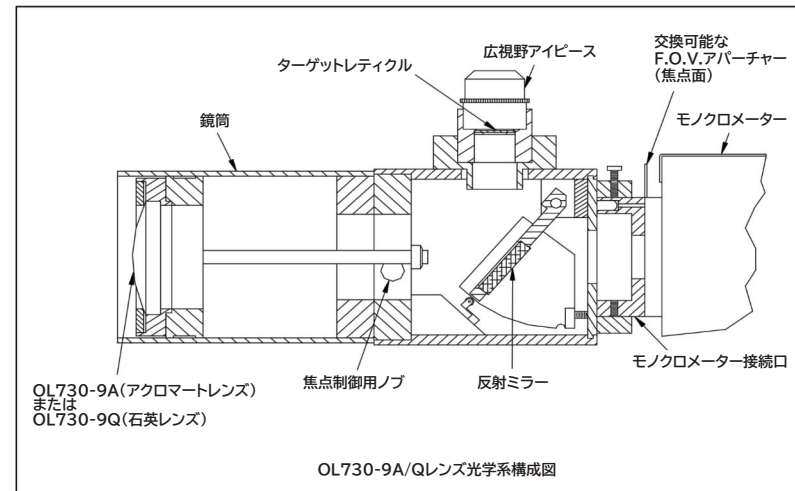 広視野アイピース
ターゲットレティクル
交換可能な
F.O.V.アパーチャー
(焦点面)
モノクロメーター
鏡筒
OL730-9A(アクロマートレンズ)
または
OL730-9Q(石英レンズ)
焦点制御用ノブ
反射ミラー
モノクロメーター接続口
OL730-9A/Qレンズ光学系構成図